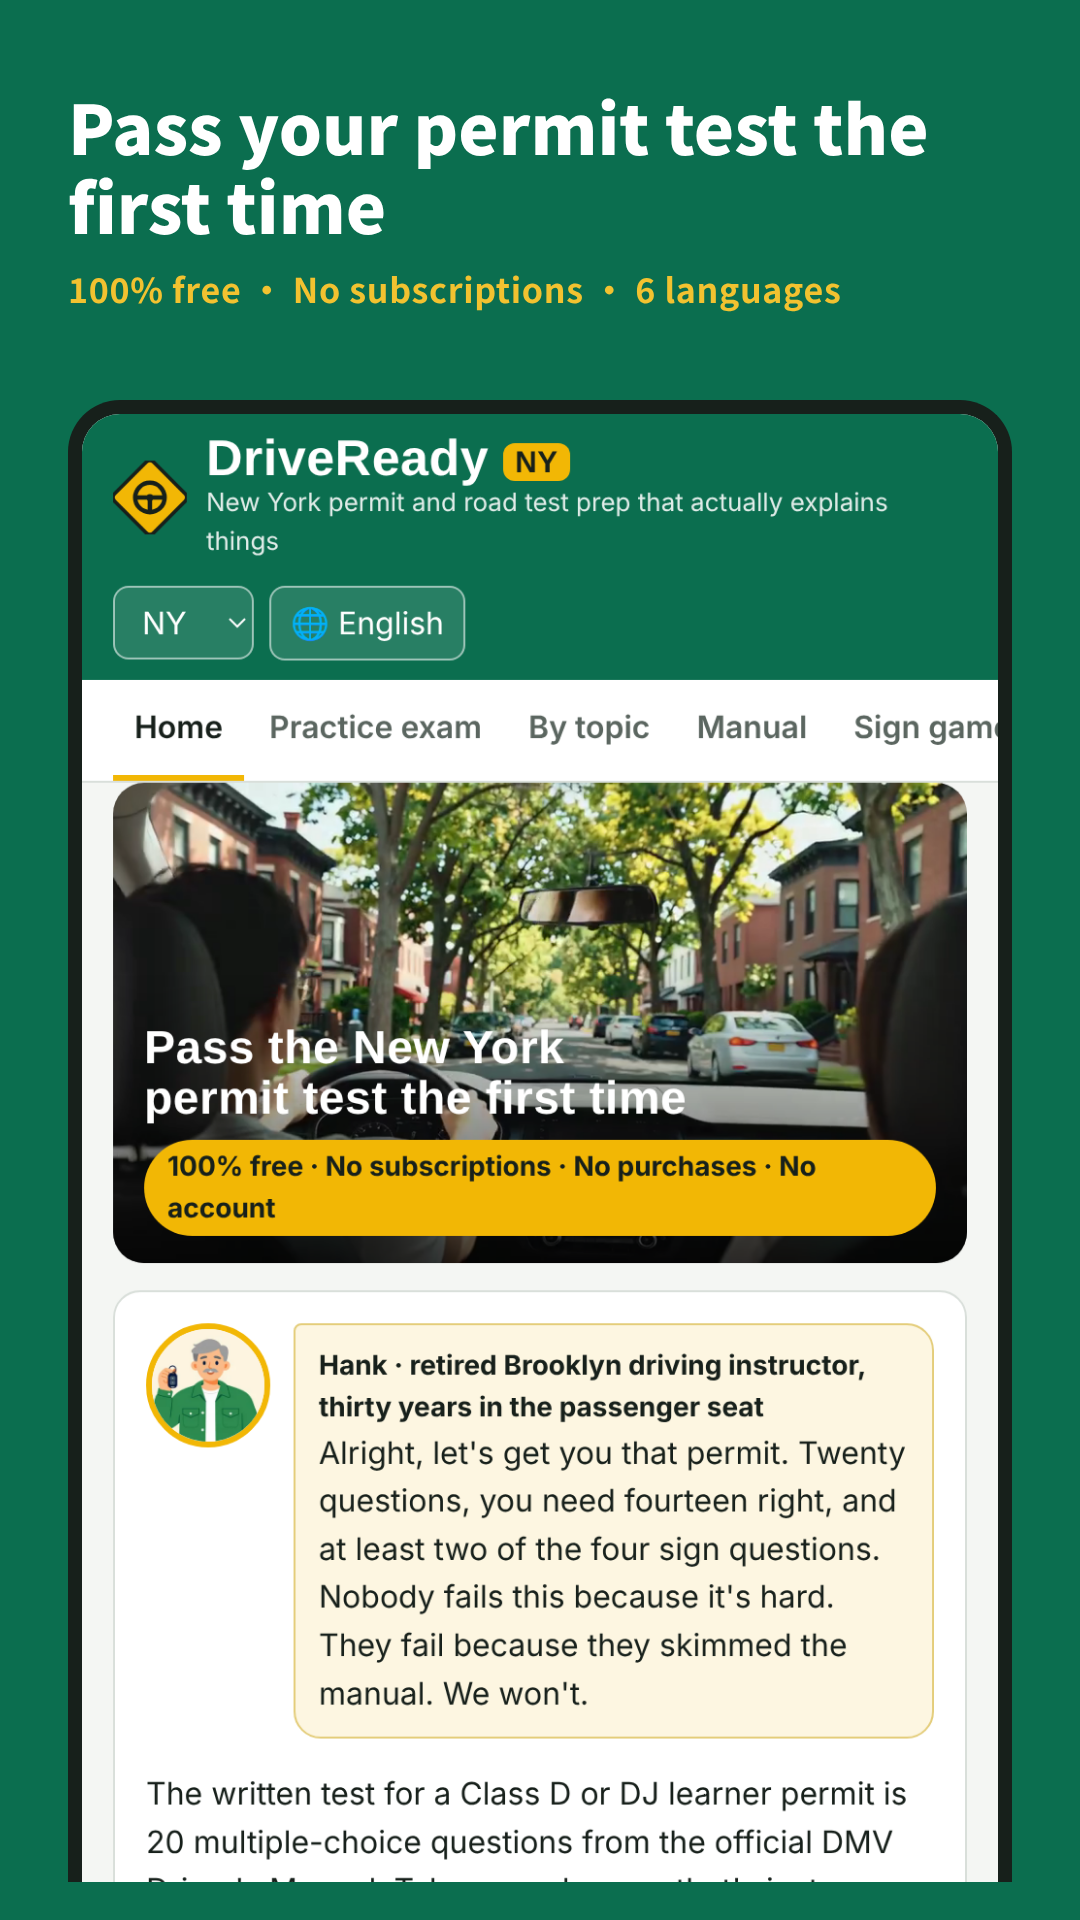 Pass your permit test the
first time
100% free • No subscriptions • 6 languages
DriveReady NY
New York permit and road test prep that actually explains
things
NY
English
Home Practice exam By topic Manual Sign game
Pass the New York
permit test the first time
100% free · No subscriptions · No purchases · No
account
Hank · retired Brooklyn driving instructor,
thirty years in the passenger seat
Alright, let's get you that permit. Twenty
questions, you need fourteen right, and
at least two of the four sign questions.
Nobody fails this because it's hard.
They fail because they skimmed the
manual. We won't.
The written test for a Class D or DJ learner permit is
20 multiple-choice questions from the official DMV